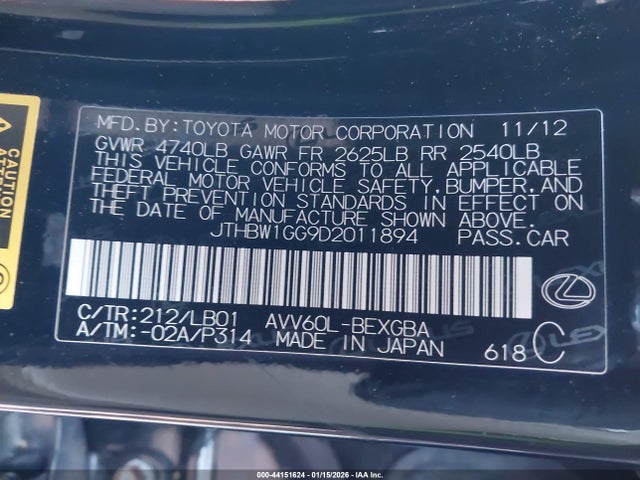 MFD.BY:TOYOTA MOTOR CORPORATION 11/12
GVWR 4740LB GAWR FR 2625LB RR 2540LB
THIS VEHICLE CONFORMS TO ALL APPLICABLE
FEDERAL MOTOR VEHICLE SAFETY,BUMPER,AND
THEFT PREVENTION STANDARDS IN EFFECT ON
THE DATE OF MANUFACTURE SHOWN ABOVE.
JTHBW1GG9D2011894 PASS.CAR
C/TR:212/LB01 AVV60L-BEXGBA
A/TM:-02A/P314 MADE IN JAPAN 618 C
LEXUS
CAUTION
000-44151624 | 01/15/2026 - IAA Inc.